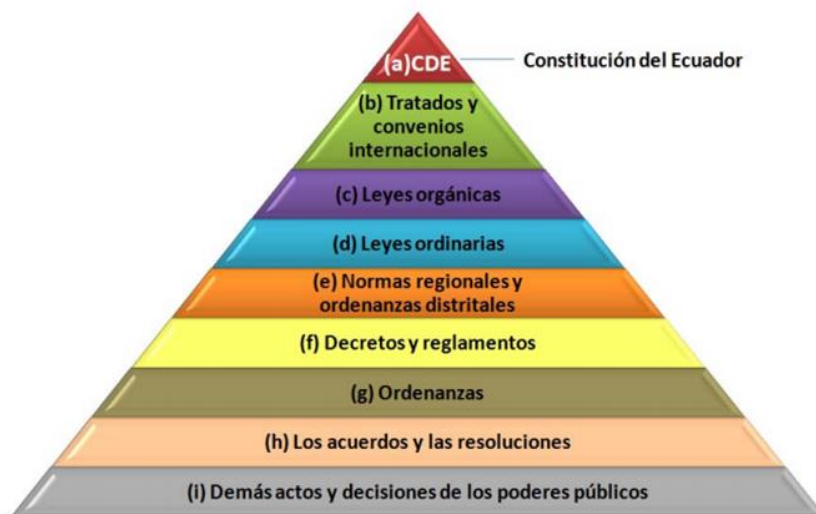 (a)CDE
Constitución del Ecuador
(b) Tratados y
convenios
internacionales
(c) Leyes orgánicas
(d) Leyes ordinarias
(e) Normas regionales y
ordenanzas distritales
(f) Decretos y reglamentos
(g) Ordenanzas
(h) Los acuerdos y las resoluciones
(i) Demás actos y decisiones de los poderes públicos